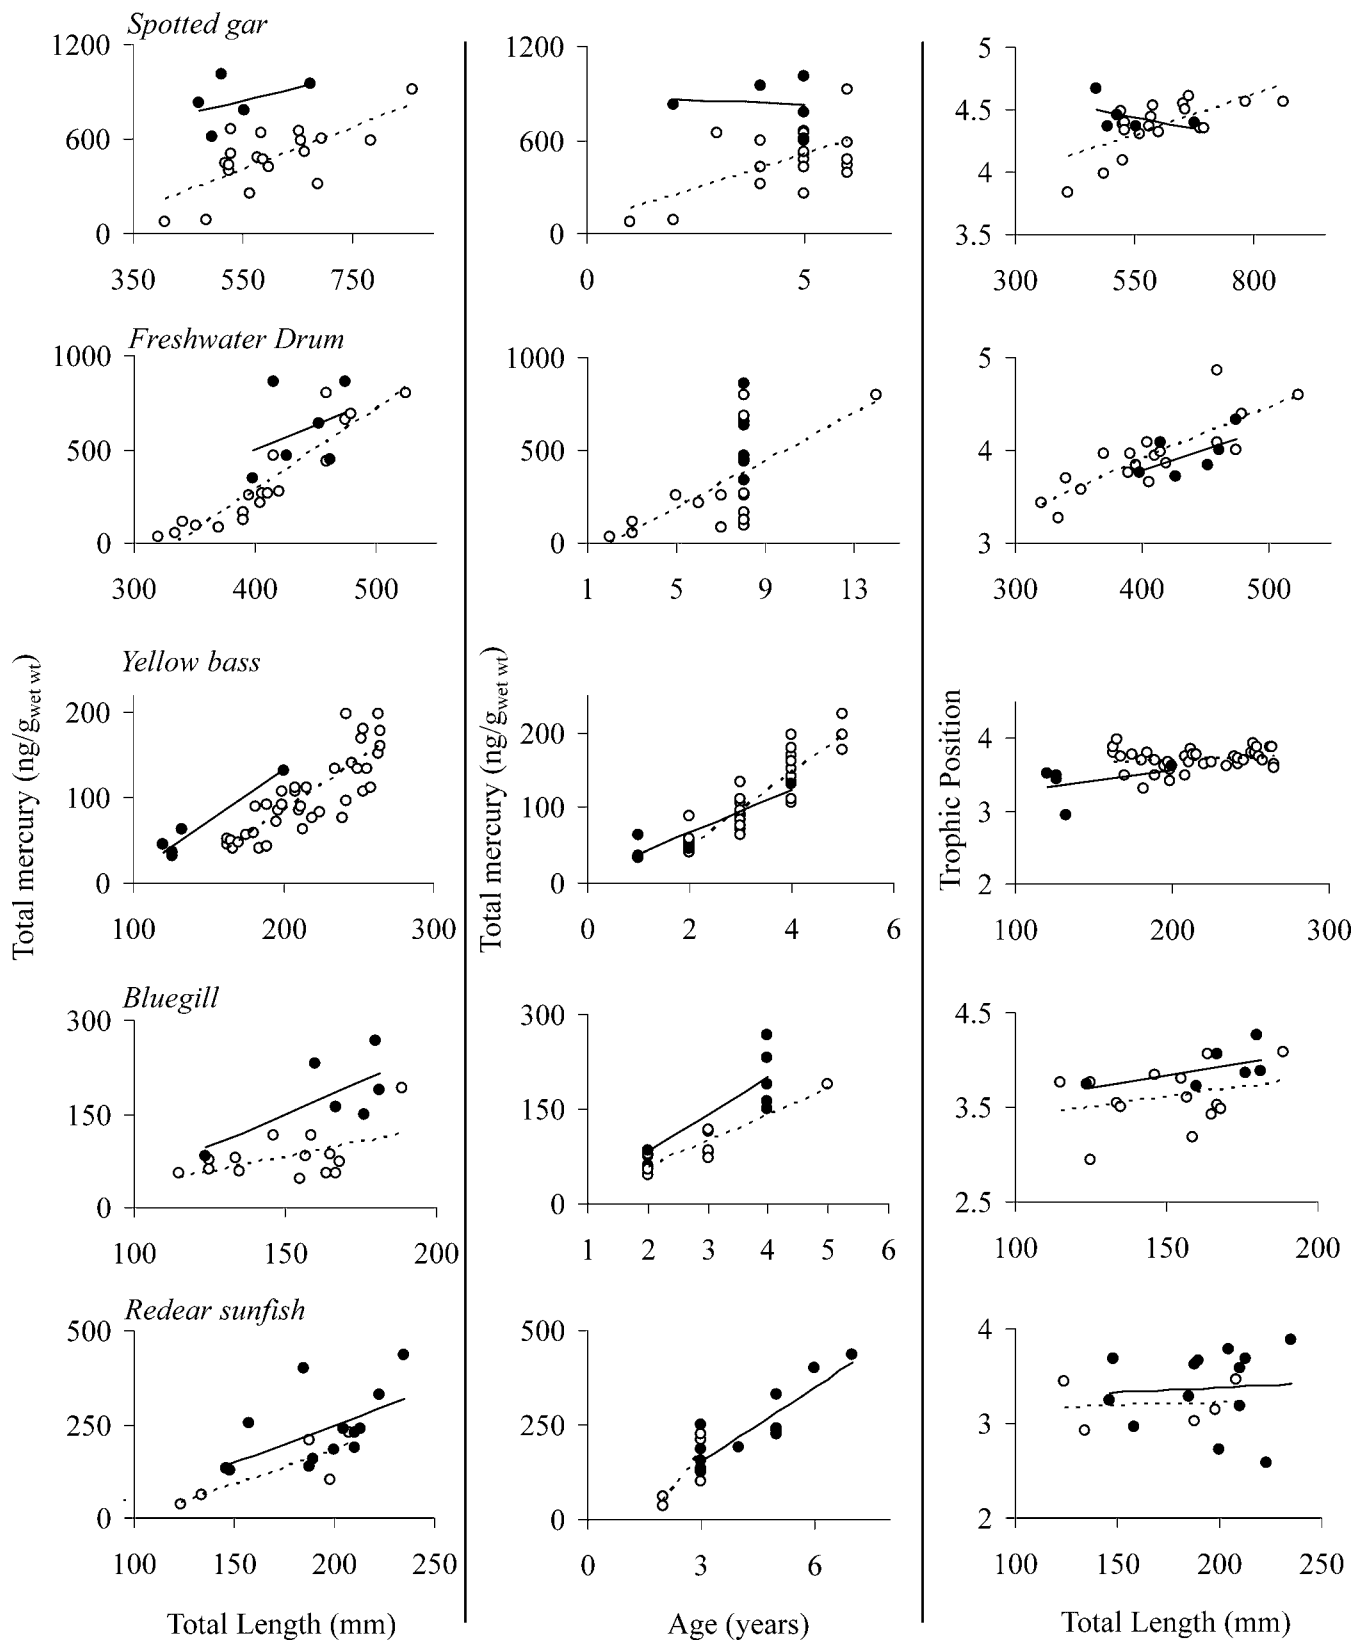 Spotted gar
1200
600
0
350 550 750
1200
600
0
0 5
5
4.5
4
3.5
300 550 800
Freshwater Drum
1000
500
0
300 400 500
1000
500
0
1 5 9 13
5
4
3
300 400 500
Total mercury (ng/gwet wt)
Yellow bass
200
100
0
100 200 300
Total mercury (ng/gwet wt)
200
100
0
0 2 4 6
Trophic Position
4
3
2
100 200 300
Bluegill
300
150
0
100 150 200
300
150
0
1 2 3 4 5 6
4.5
3.5
2.5
100 150 200
Redear sunfish
500
250
0
100 150 200 250
500
250
0
0 3 6
4
3
2
100 150 200 250
Total Length (mm)
Age (years)
Total Length (mm)